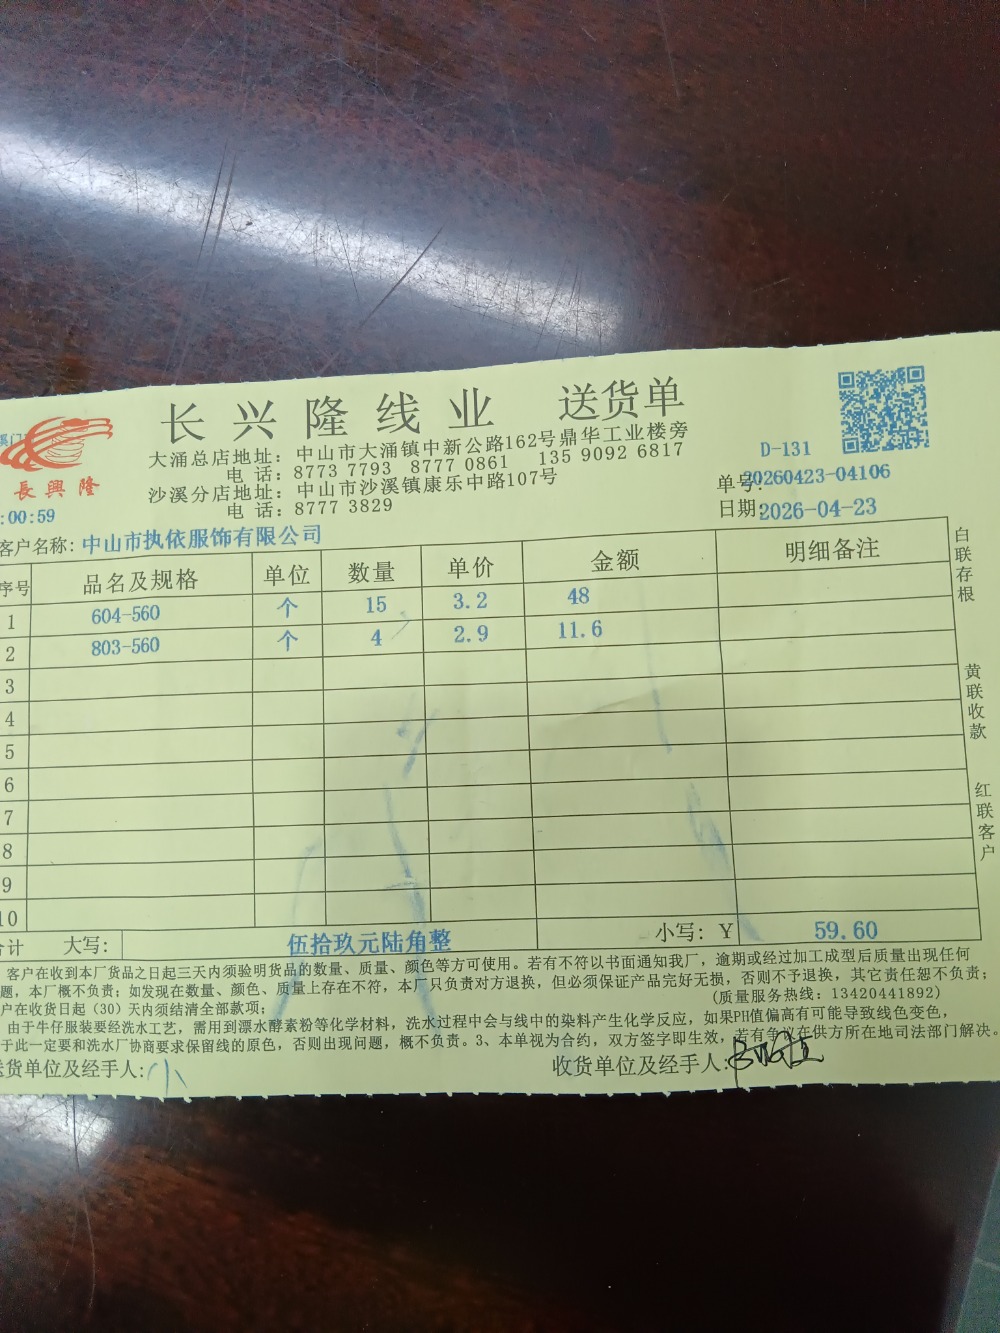 长兴隆线业 送货单
大涌总店地址：中山市大涌镇中新公路162号鼎华工业楼旁
电 话：8773 7793 8777 0861 135 9092 6817
沙溪分店地址：中山市沙溪镇康乐中路107号
电 话：8777 3829
長興隆
:00:59
D-131
单号:20260423-04106
日期:2026-04-23
客户名称: 中山市执依服饰有限公司
序号 品名及规格 单位 数量 单价 金额 明细备注
1 604-560 个 15 3.2 48
2 803-560 个 4 2.9 11.6
3
4
5
6
7
8
9
10
合计 大写: 伍拾玖元陆角整 小写: Y 59.60
白联存根
黄联收款
红联客户
客户在收到本厂货品之日起三天内须验明货品的数量、质量、颜色等方可使用。若有不符以书面通知我厂，逾期或经过加工成型后质量出现任何
题，本厂概不负责；如发现在数量、颜色、质量上存在不符，本厂只负责对方退换，但必须保证产品完好无损，否则不予退换，其它责任恕不负责；
户在收货日起（30）天内须结清全部款项； (质量服务热线：13420441892)
由于牛仔服装要经洗水工艺，需用到漂水酵素粉等化学材料，洗水过程中会与线中的染料产生化学反应，如果PH值偏高有可能导致线色变色，
于此一定要和洗水厂协商要求保留线的原色，否则出现问题，概不负责。3、本单视为合约，双方签字即生效，若有争议在供方所在地司法部门解决。
送货单位及经手人: 小 收货单位及经手人: